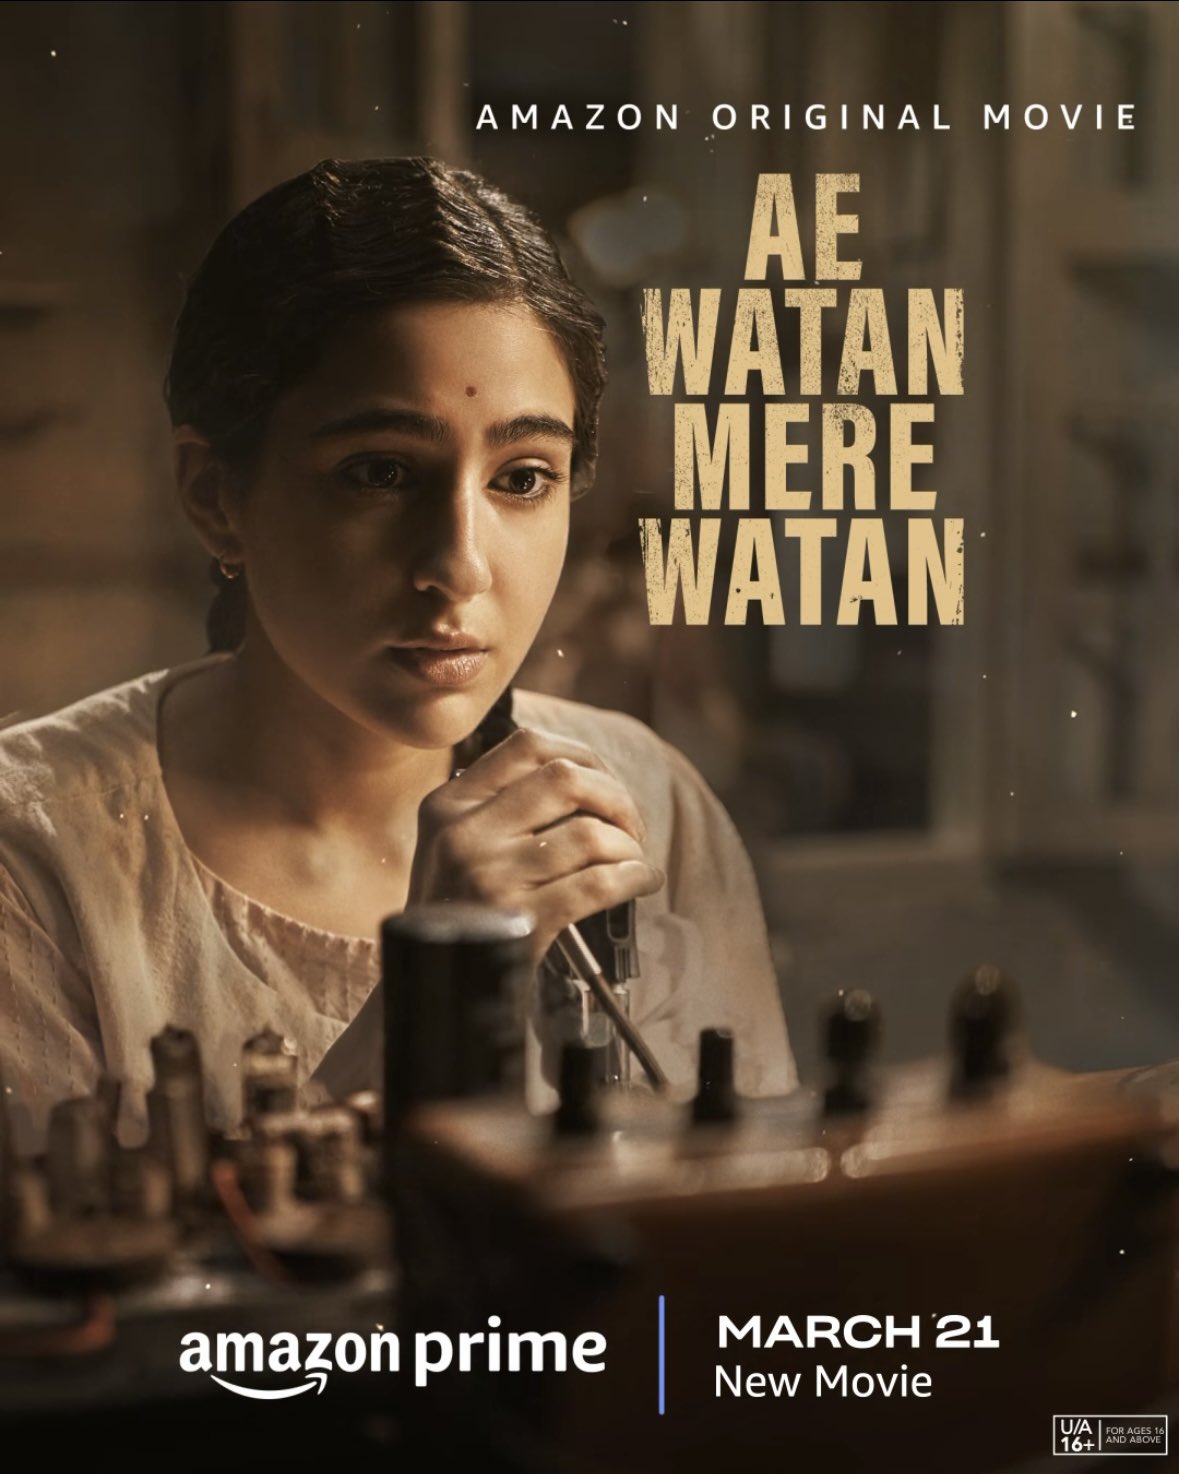 AMAZON ORIGINAL MOVIE
AE
WATAN
MERE
WATAN
amazon prime
MARCH 21
New Movie
U/A
16+
FOR AGES 16
AND ABOVE